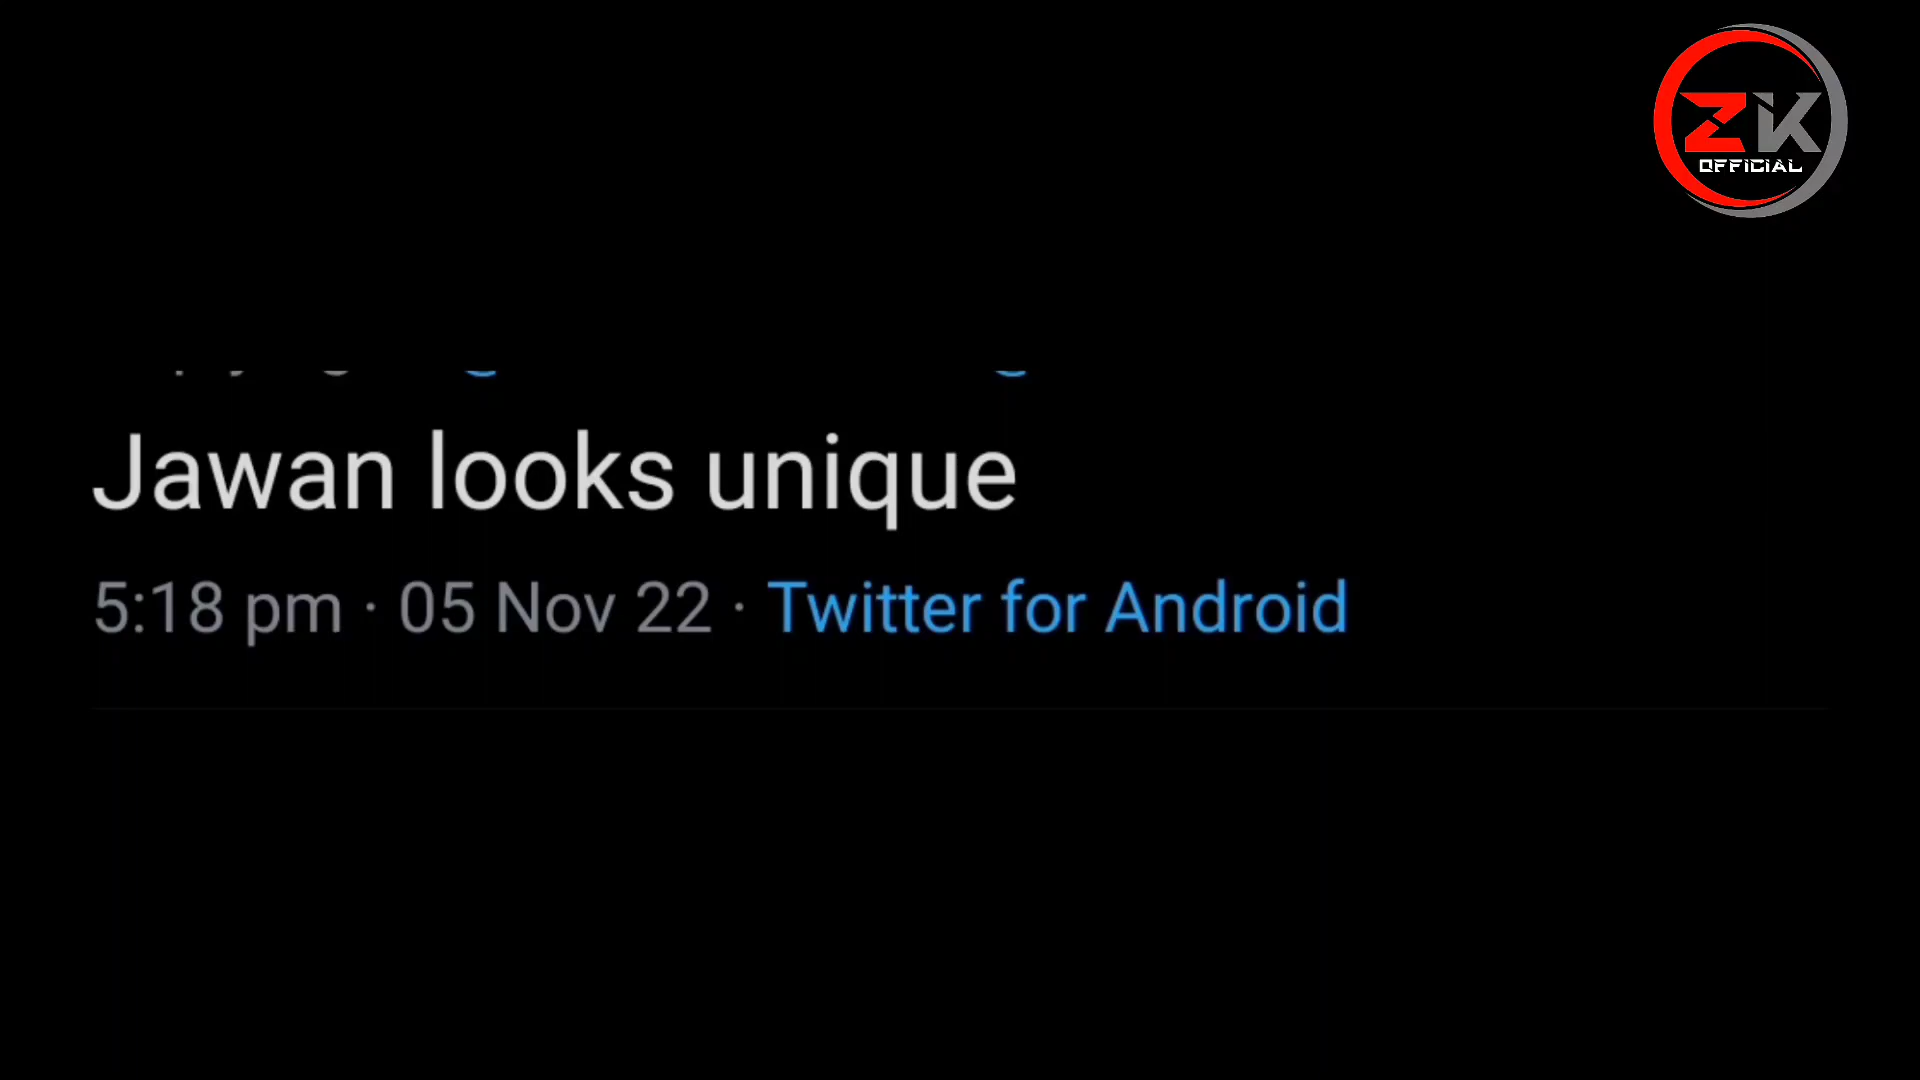 ZK
OFFICIAL
Jawan looks unique
5:18 pm · 05 Nov 22 · Twitter for Android